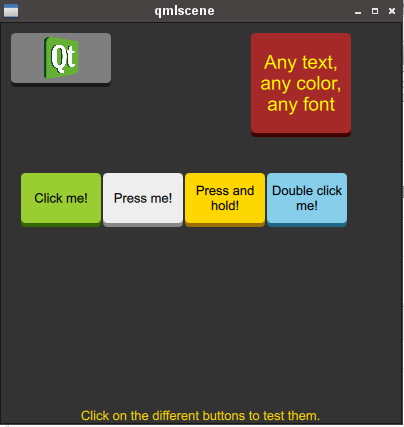 qmlscene
Qt
Any text,
any color,
any font
Click me!
Press me!
Press and
hold!
Double click
me!
Click on the different buttons to test them.